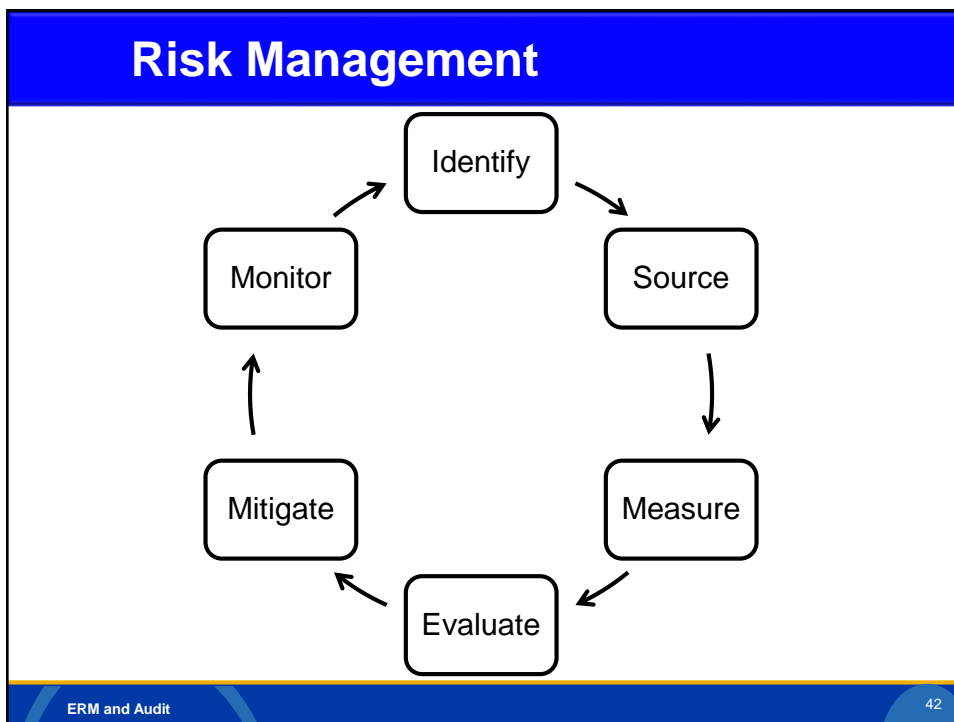 Risk Management
Identify
Source
Measure
Evaluate
Mitigate
Monitor
ERM and Audit
42